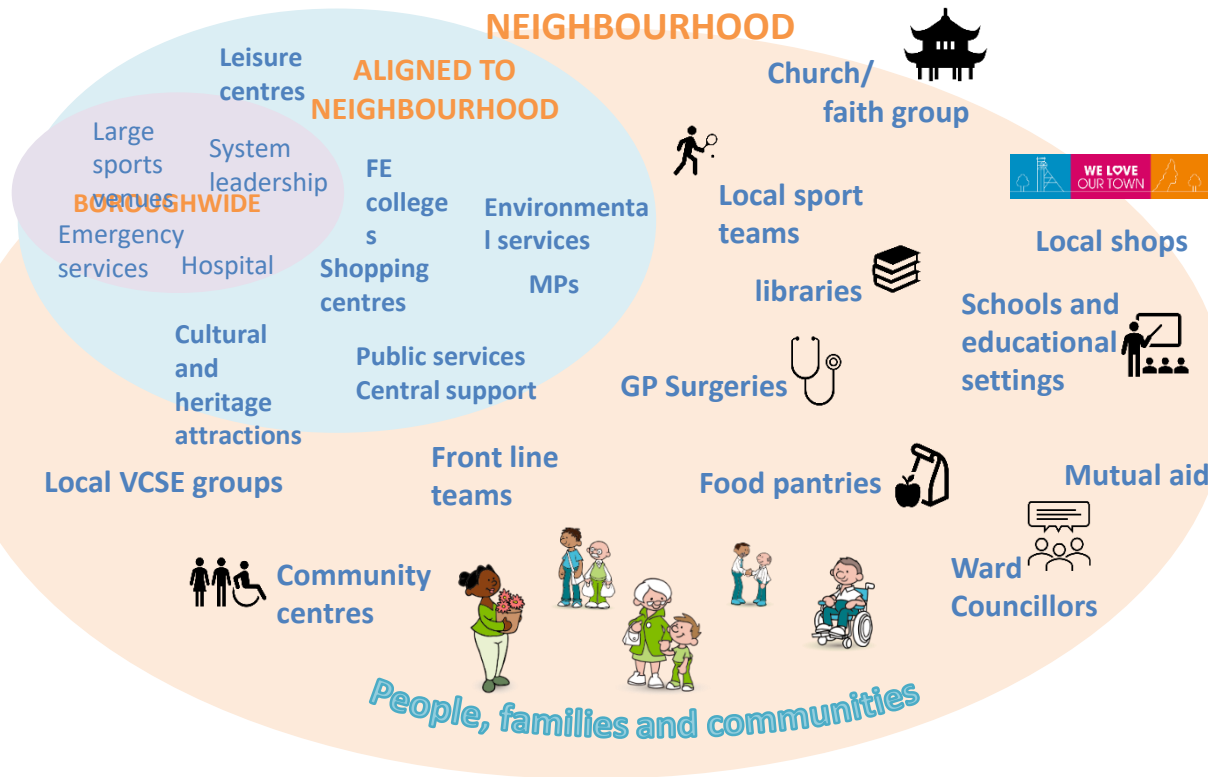 NEIGHBOURHOOD
Leisure
centres
ALIGNED TO
NEIGHBOURHOOD
Church/
faith group
Large
sports
venues
System
leadership
BOROUGHWIDE
Emergency
services
Hospital
FE
college
s
Environmenta
l services
Shopping
centres
MPs
Cultural
and
heritage
attractions
Public services
Central support
Local sport
teams
WE LOVE
OUR TOWN
Local shops
libraries
Schools and
educational
settings
GP Surgeries
Local VCSE groups
Front line
teams
Food pantries
Mutual aid
Community
centres
Ward
Councillors
People, families and communities